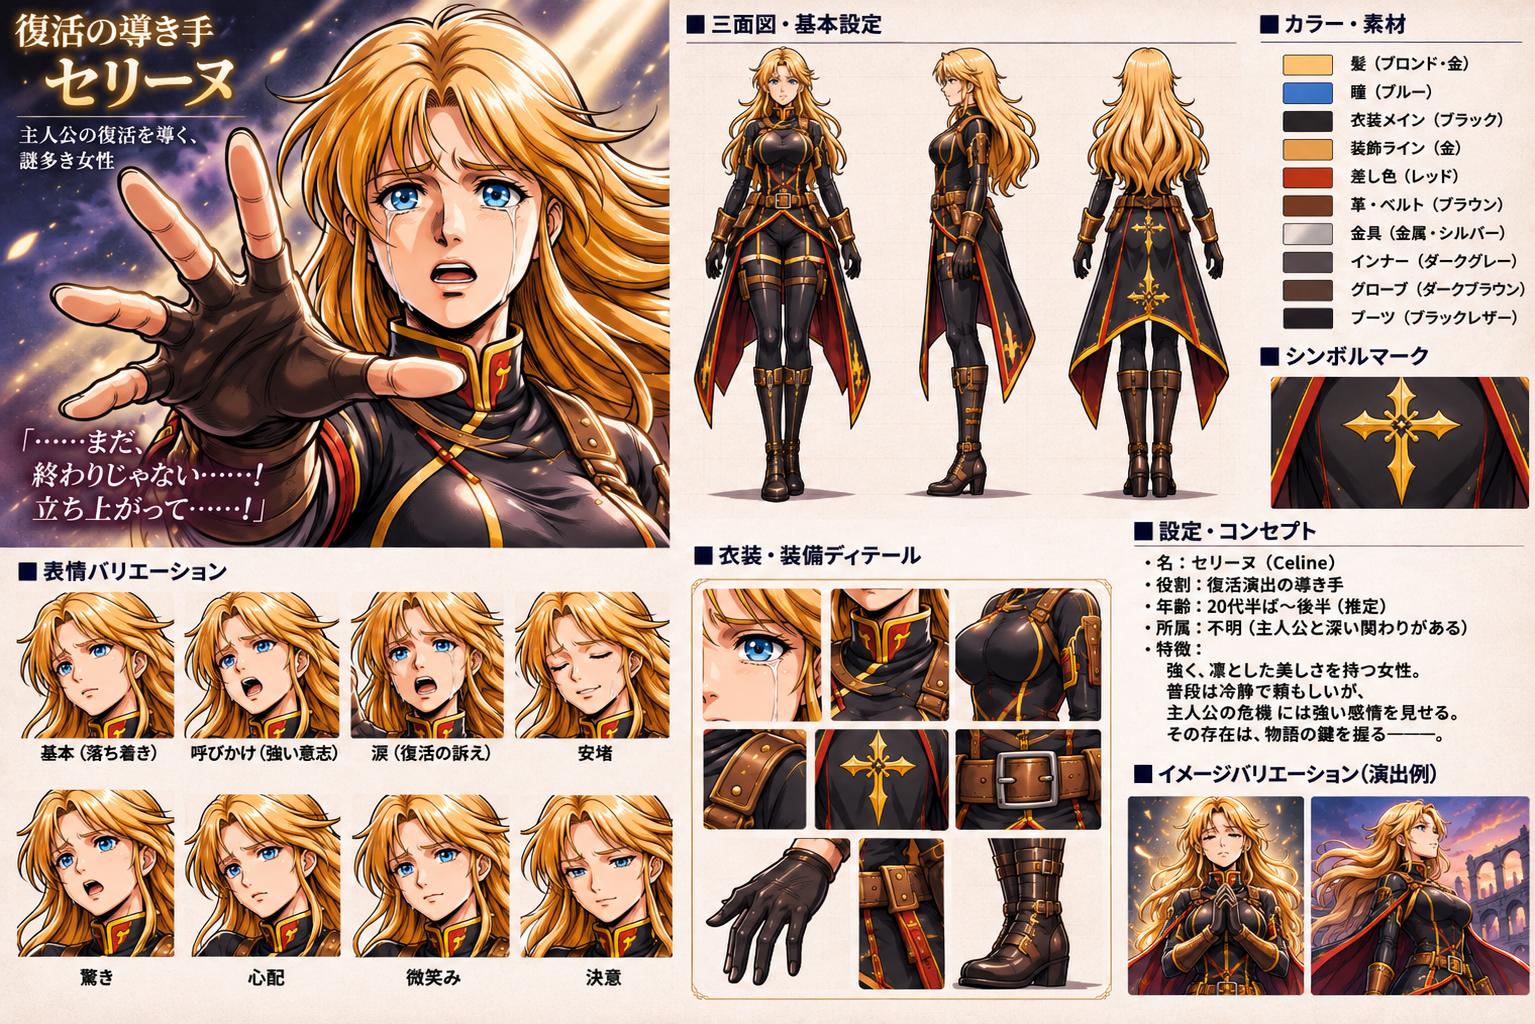 復活の導き手
セリーヌ
主人公の復活を導く、
謎多き女性
「……まだ、
終わりじゃない……！
立ち上がって……！」
■ 三面図・基本設定
■ カラー・素材
髪（ブロンド・金）
瞳（ブルー）
衣装メイン（ブラック）
装飾ライン（金）
差し色（レッド）
革・ベルト（ブラウン）
金具（金属・シルバー）
インナー（ダークグレー）
グローブ（ダークブラウン）
ブーツ（ブラックレザー）
■ シンボルマーク
■ 表情バリエーション
基本（落ち着き）
呼びかけ（強い意志）
涙（復活の訴え）
安堵
驚き
心配
微笑み
決意
■ 衣装・装備ディテール
■ 設定・コンセプト
・名：セリーヌ（Celine）
・役割：復活演出の導き手
・年齢：20代半ば～後半（推定）
・所属：不明（主人公と深い関わりがある）
・特徴：
強く、凛とした美しさを持つ女性。
普段は冷静で頼もしいが、
主人公の危機には強い感情を見せる。
その存在は、物語の鍵を握る———。
■ イメージバリエーション（演出例）